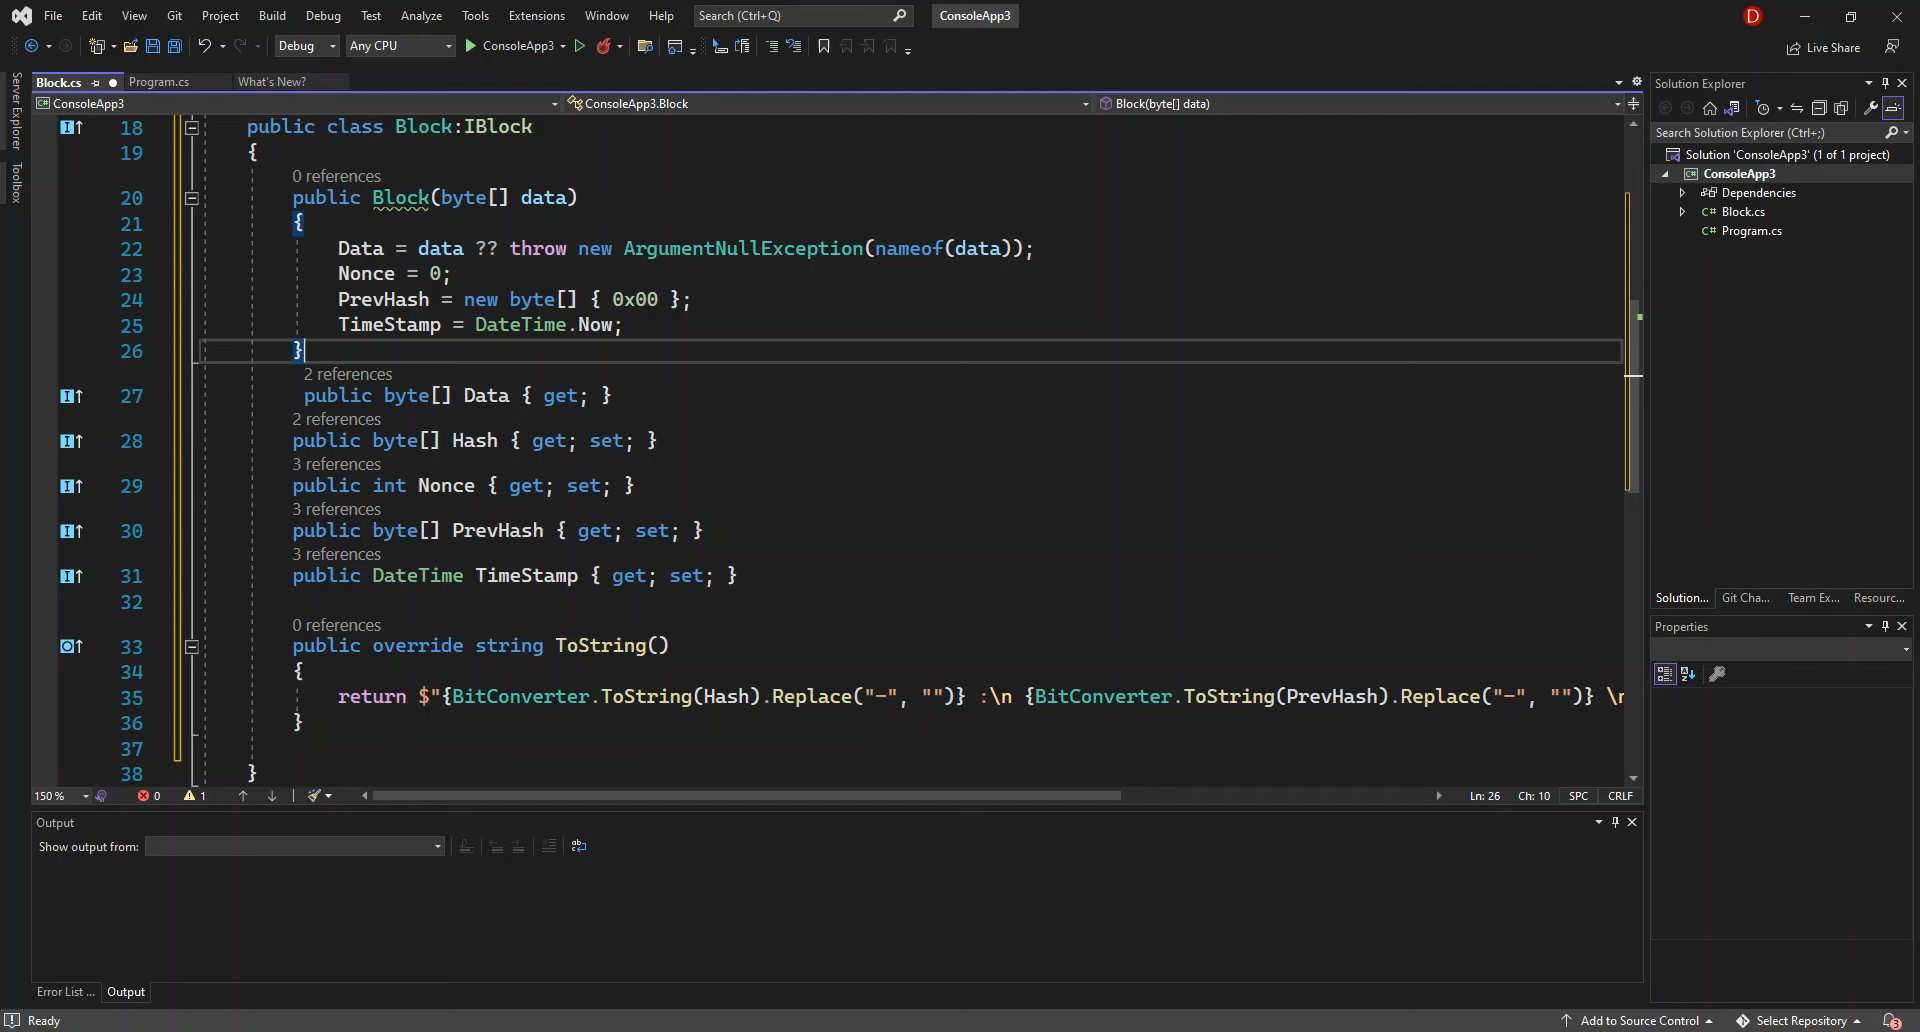 File Edit View Git Project Build Debug Test Analyze Tools Extensions Window Help Search (Ctrl+Q) ConsoleApp3 D
Debug Any CPU ConsoleApp3 Live Share
Server Explorer
Toolbox
Block.cs Program.cs What's New?
ConsoleApp3 ConsoleApp3.Block Block(byte[] data)
18 public class Block:IBlock
19 {
0 references
20 public Block(byte[] data)
21 {
22 Data = data ?? throw new ArgumentNullException(nameof(data));
23 Nonce = 0;
24 PrevHash = new byte[] { 0x00 };
25 TimeStamp = DateTime.Now;
26 }
2 references
27 public byte[] Data { get; }
2 references
28 public byte[] Hash { get; set; }
3 references
29 public int Nonce { get; set; }
3 references
30 public byte[] PrevHash { get; set; }
3 references
31 public DateTime TimeStamp { get; set; }
32
0 references
33 public override string ToString()
34 {
35 return $"{BitConverter.ToString(Hash).Replace("-", "")} :\n {BitConverter.ToString(PrevHash).Replace("-", "")} \n
36 }
37
38 }
150 % 0 1 Ln: 26 Ch: 10 SPC CRLF
Output
Show output from:
Error List ... Output
Solution Explorer
Search Solution Explorer (Ctrl+;)
Solution 'ConsoleApp3' (1 of 1 project)
ConsoleApp3
Dependencies
C# Block.cs
C# Program.cs
Solution... Git Cha... Team Ex... Resourc...
Properties
Ready Add to Source Control Select Repository 3